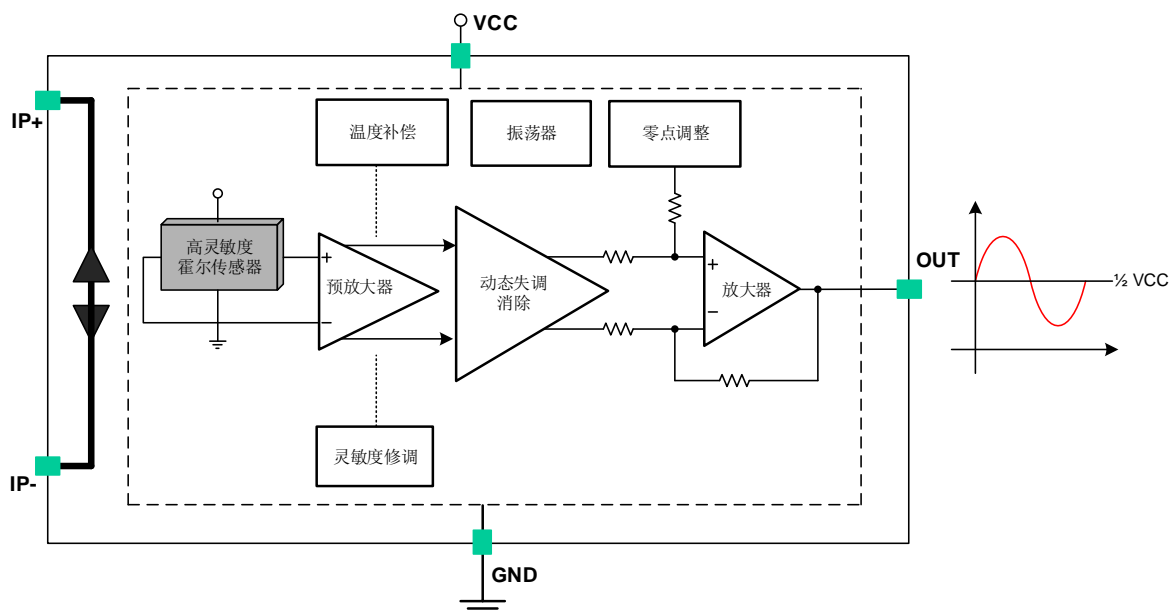 VCC
IP+
温度补偿
振荡器
零点调整
高灵敏度
霍尔传感器
+
−
预放大器
动态失调
消除
+
−
放大器
OUT
½ VCC
灵敏度修调
IP-
GND